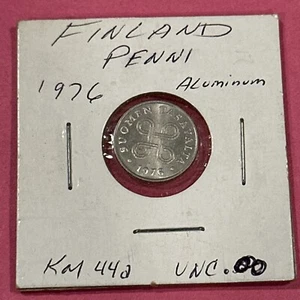 FINLAND
PENNI
1976 Aluminum
SUOMEN TASAVALTA
1976
KM 44a UNC.